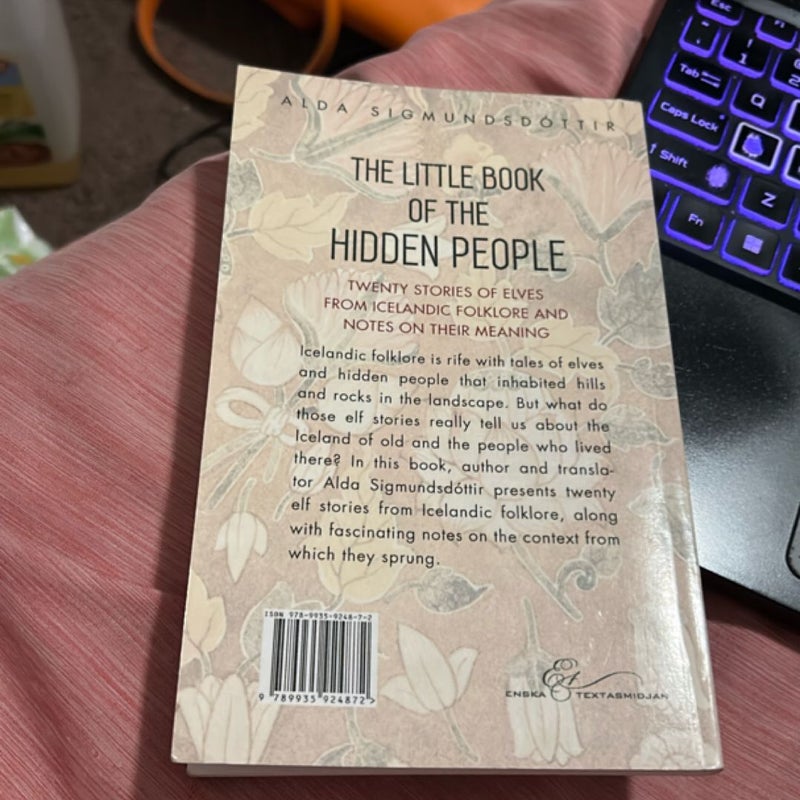 ALDA SIGMUNDSDÓTTIR
THE LITTLE BOOK
OF THE
HIDDEN PEOPLE
TWENTY STORIES OF ELVES
FROM ICELANDIC FOLKLORE AND
NOTES ON THEIR MEANING
Icelandic folklore is rife with tales of elves
and hidden people that inhabited hills
and rocks in the landscape. But what do
those elf stories really tell us about the
Iceland of old and the people who lived
there? In this book, author and transla-
tor Alda Sigmundsdóttir presents twenty
elf stories from Icelandic folklore, along
with fascinating notes on the context from
which they sprung.
ISBN 978-9935-9248-7-2
9 789935 924872 >
ENSKA TEXTASMIDJAN
Esc
F1
1
Tab
Q
Caps Lock
Shift
Z
Fn